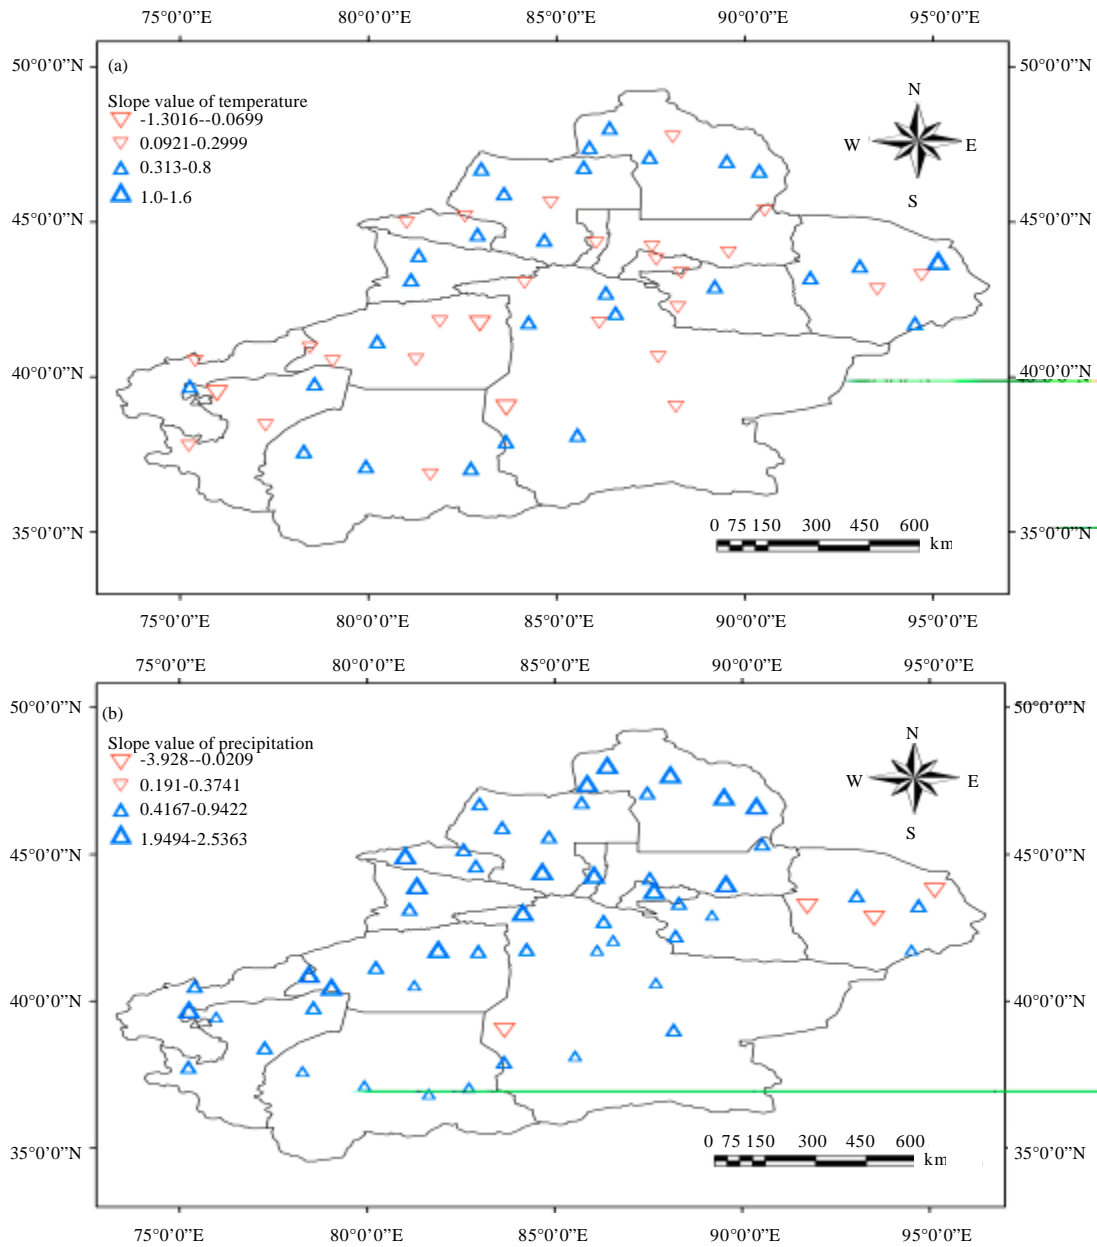 75°0'0"E 80°0'0"E 85°0'0"E 90°0'0"E 95°0'0"E
50°0'0"N (a) 50°0'0"N
Slope value of temperature
-1.3016--0.0699
0.0921-0.2999
0.313-0.8
1.0-1.6
N
W E
S
45°0'0"N 45°0'0"N
40°0'0"N 40°0'0"N
35°0'0"N 35°0'0"N
0 75 150 300 450 600
km
75°0'0"E 80°0'0"E 85°0'0"E 90°0'0"E 95°0'0"E
75°0'0"E 80°0'0"E 85°0'0"E 90°0'0"E 95°0'0"E
50°0'0"N (b) 50°0'0"N
Slope value of precipitation
-3.928--0.0209
0.191-0.3741
0.4167-0.9422
1.9494-2.5363
N
W E
S
45°0'0"N 45°0'0"N
40°0'0"N 40°0'0"N
35°0'0"N 35°0'0"N
0 75 150 300 450 600
km
75°0'0"E 80°0'0"E 85°0'0"E 90°0'0"E 95°0'0"E